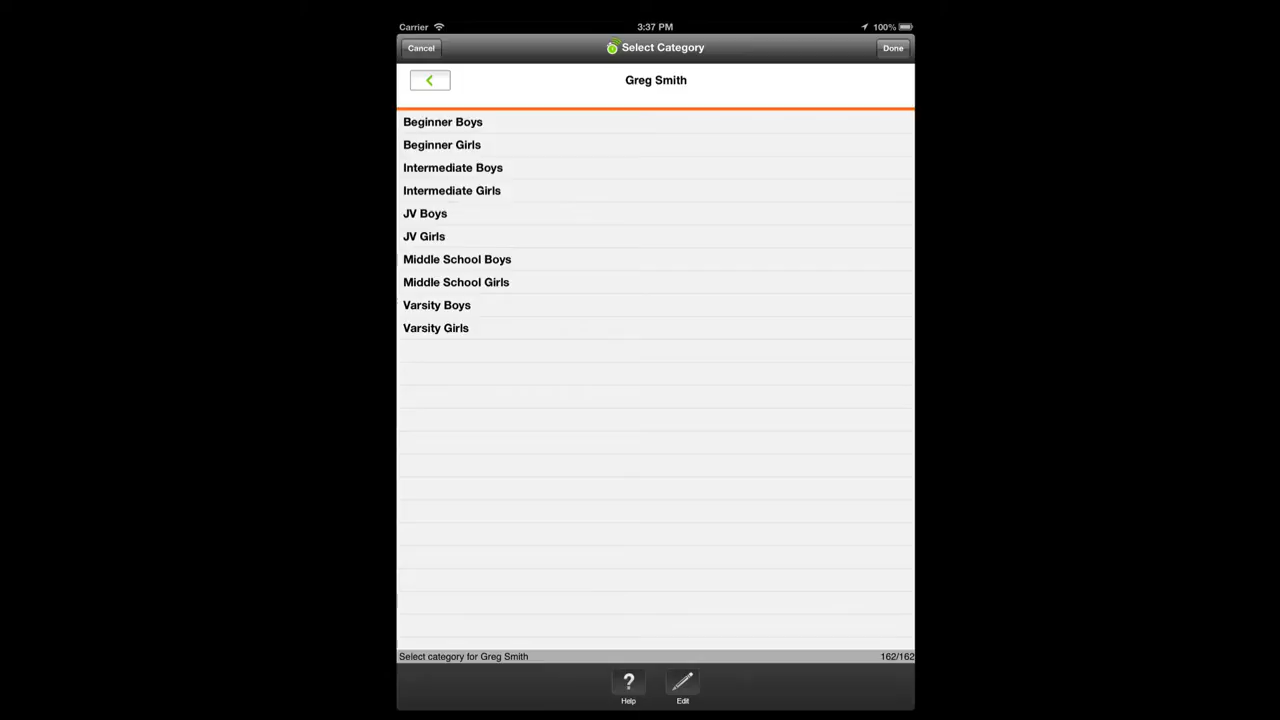 Carrier 3:37 PM 100%
Cancel Select Category Done
Greg Smith
Beginner Boys
Beginner Girls
Intermediate Boys
Intermediate Girls
JV Boys
JV Girls
Middle School Boys
Middle School Girls
Varsity Boys
Varsity Girls
Select category for Greg Smith 162/162
?
Help Edit